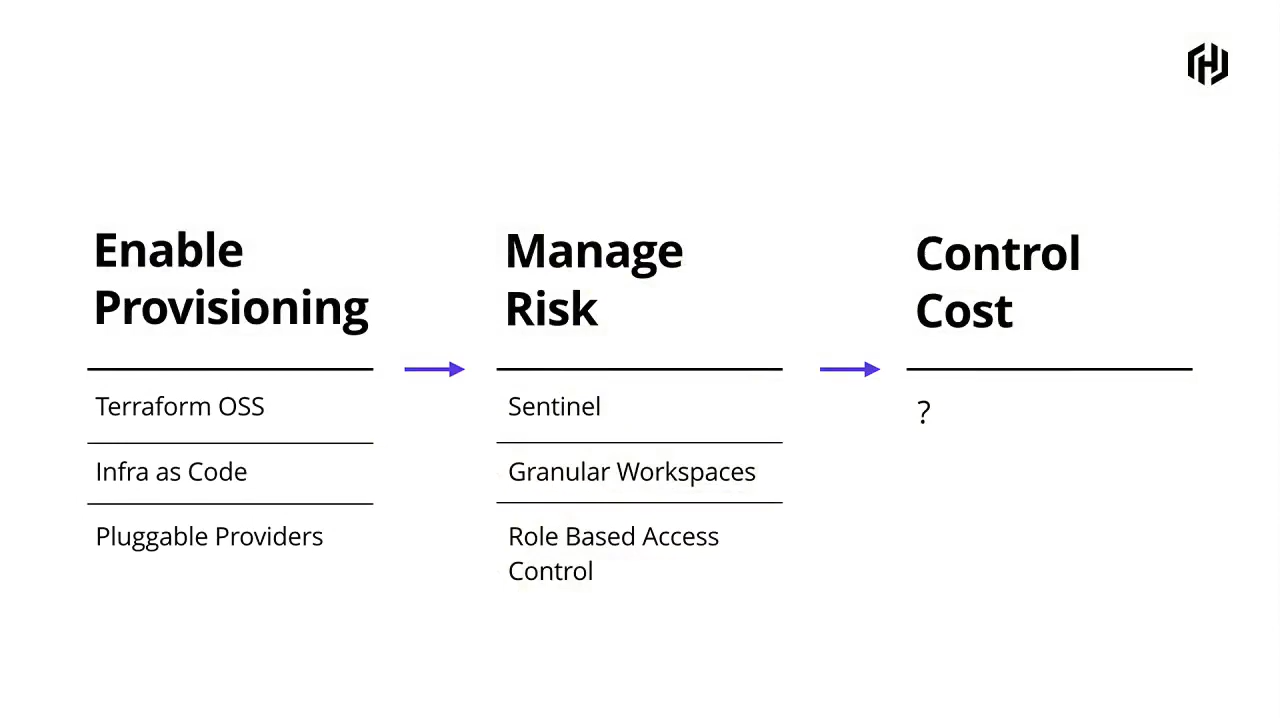 Enable
Provisioning
Terraform OSS
Infra as Code
Pluggable Providers
Manage
Risk
Sentinel
Granular Workspaces
Role Based Access
Control
Control
Cost
?